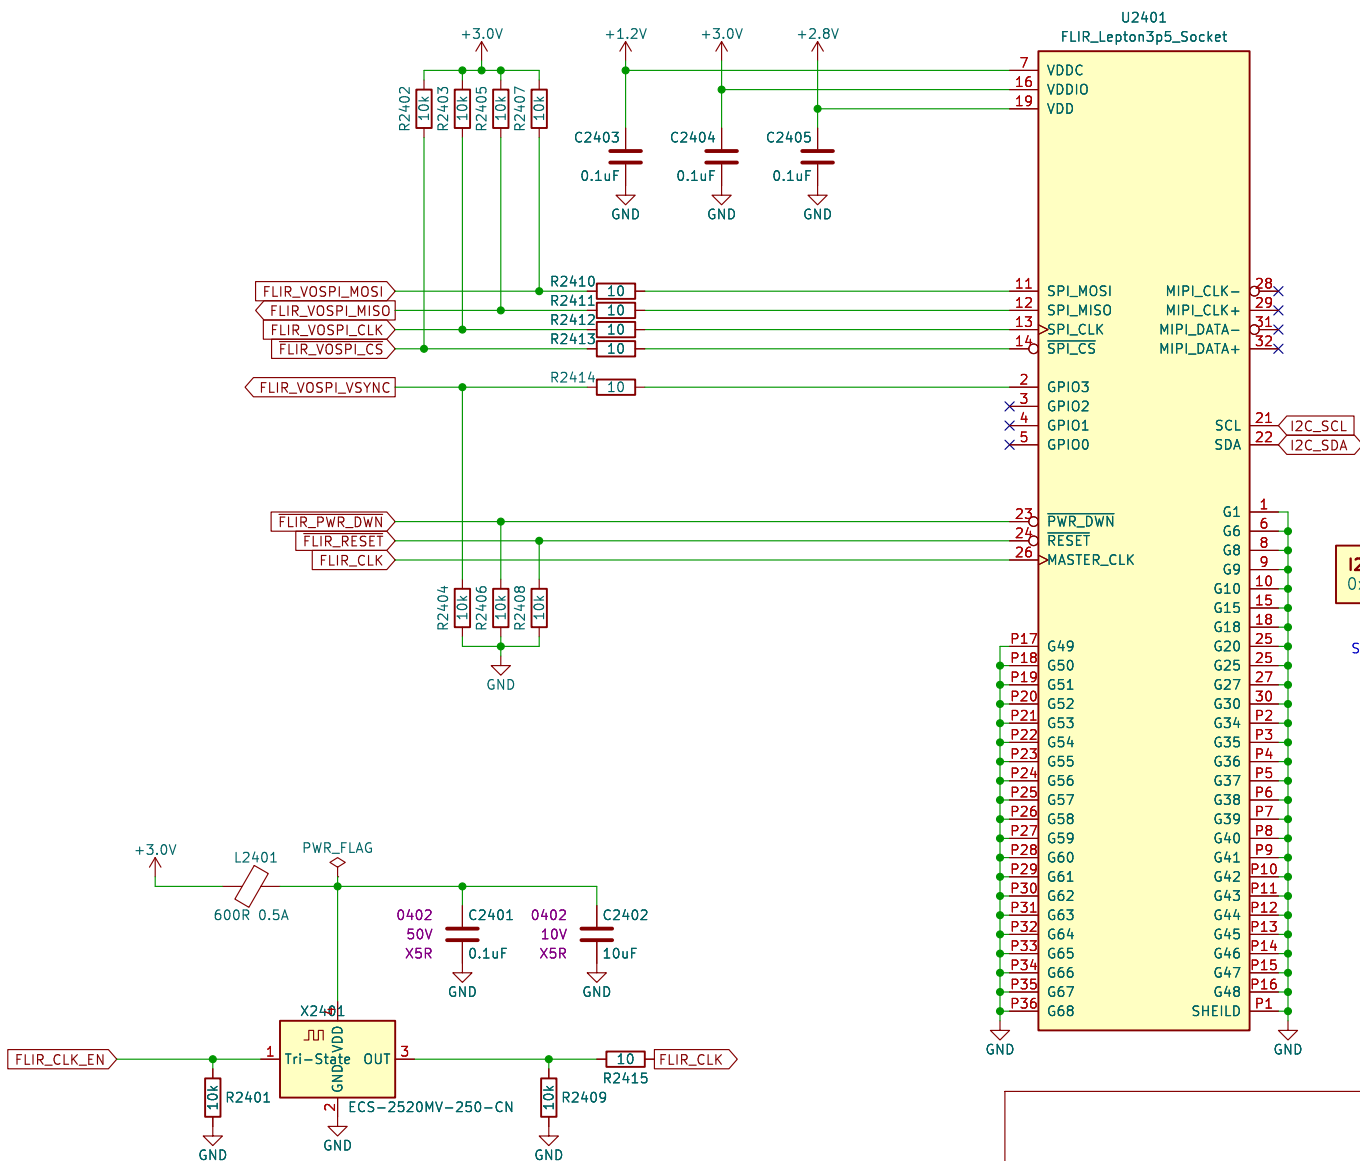 U2401
FLIR_Lepton3p5_Socket
+3.0V
+1.2V
+3.0V
+2.8V
7 VDDC
16 VDDIO
19 VDD
R2402 10k
R2403 10k
R2405 10k
R2407 10k
C2403 0.1uF GND
C2404 0.1uF GND
C2405 0.1uF GND
FLIR_VOSPI_MOSI R2410 10 11 SPI_MOSI
FLIR_VOSPI_MISO R2411 10 12 SPI_MISO
FLIR_VOSPI_CLK R2412 10 13 SPI_CLK
FLIR_VOSPI_CS R2413 10 14 SPI_CS
FLIR_VOSPI_VSYNC R2414 10 2 GPIO3
3 GPIO2
4 GPIO1
5 GPIO0
MIPI_CLK- 28
MIPI_CLK+ 29
MIPI_DATA- 31
MIPI_DATA+ 32
SCL 21 I2C_SCL
SDA 22 I2C_SDA
FLIR_PWR_DWN 23 PWR_DWN
FLIR_RESET 24 RESET
FLIR_CLK 26 MASTER_CLK
R2404 10k
R2406 10k
R2408 10k
GND
G1 1
G6 6
G8 8
G9 9
G10 10
G15 15
G18 18
G20 25
G25 25
G27 27
G30 30
G34 P2
G35 P3
G36 P4
G37 P5
G38 P6
G39 P7
G40 P8
G41 P9
G42 P10
G43 P11
G44 P12
G45 P13
G46 P14
G47 P15
G48 P16
SHEILD P1
GND
P17 G49
P18 G50
P19 G51
P20 G52
P21 G53
P22 G54
P23 G55
P24 G56
P25 G57
P26 G58
P27 G59
P28 G60
P29 G61
P30 G62
P31 G63
P32 G64
P33 G65
P34 G66
P35 G67
P36 G68
GND
+3.0V
L2401
600R 0.5A
PWR_FLAG
0402 C2401
50V
X5R 0.1uF
GND
0402 C2402
10V
X5R 10uF
GND
X2401
4 VDD
FLIR_CLK_EN 1 Tri-State OUT 3
GND 2
ECS-2520MV-250-CN
GND
10k R2401
GND
10k R2409
GND
10 FLIR_CLK
R2415